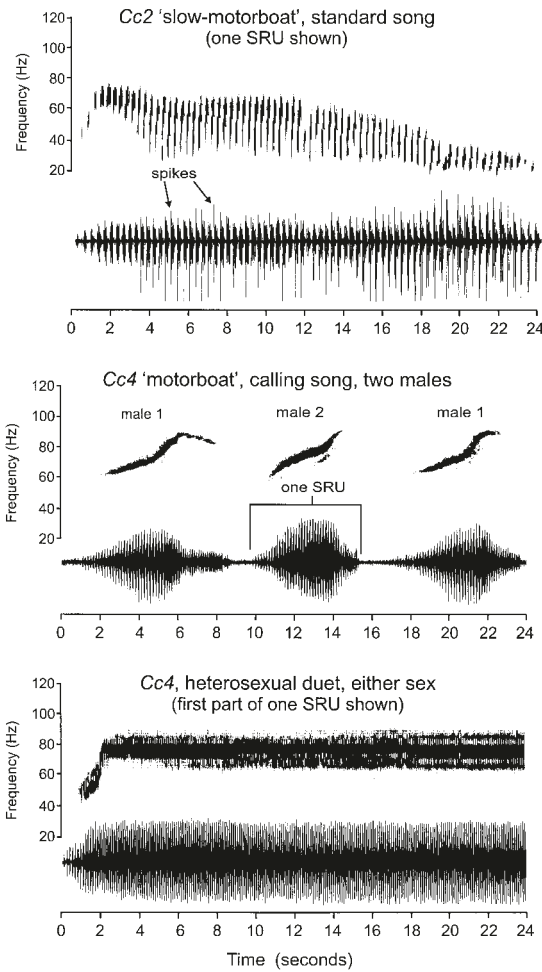 Cc2 ‘slow-motorboat’, standard song
(one SRU shown)
120
100
80
60
40
20
Frequency (Hz)
spikes
0 2 4 6 8 10 12 14 16 18 20 22 24
Cc4 ‘motorboat’, calling song, two males
120
100
80
60
40
20
Frequency (Hz)
male 1 male 2 male 1
one SRU
0 2 4 6 8 10 12 14 16 18 20 22 24
Cc4, heterosexual duet, either sex
(first part of one SRU shown)
120
100
80
60
40
20
Frequency (Hz)
0 2 4 6 8 10 12 14 16 18 20 22 24
Time (seconds)